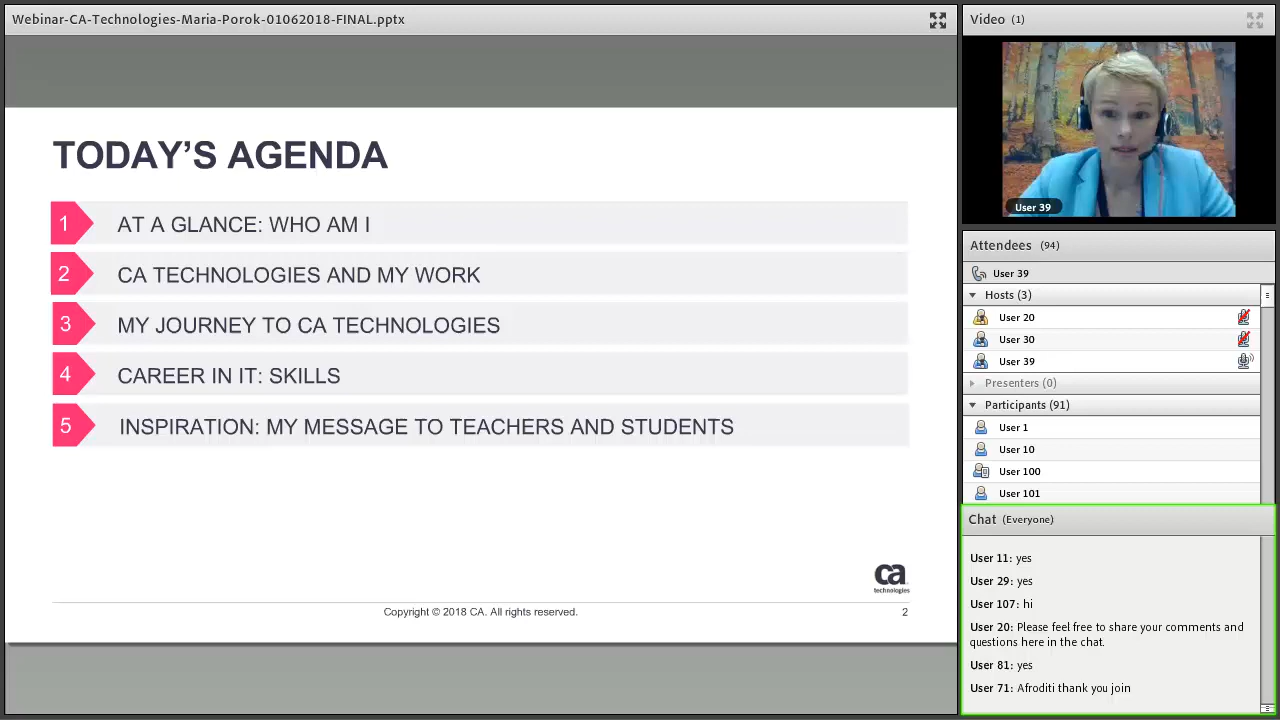 Webinar-CA-Technologies-Maria-Porok-01062018-FINAL.pptx
TODAY'S AGENDA
1 AT A GLANCE: WHO AM I
2 CA TECHNOLOGIES AND MY WORK
3 MY JOURNEY TO CA TECHNOLOGIES
4 CAREER IN IT: SKILLS
5 INSPIRATION: MY MESSAGE TO TEACHERS AND STUDENTS
ca
technologies
Copyright © 2018 CA. All rights reserved.
2
Video (1)
User 39
Attendees (94)
User 39
Hosts (3)
User 20
User 30
User 39
Presenters (0)
Participants (91)
User 1
User 10
User 100
User 101
Chat (Everyone)
User 11: yes
User 29: yes
User 107: hi
User 20: Please feel free to share your comments and
questions here in the chat.
User 81: yes
User 71: Afroditi thank you join